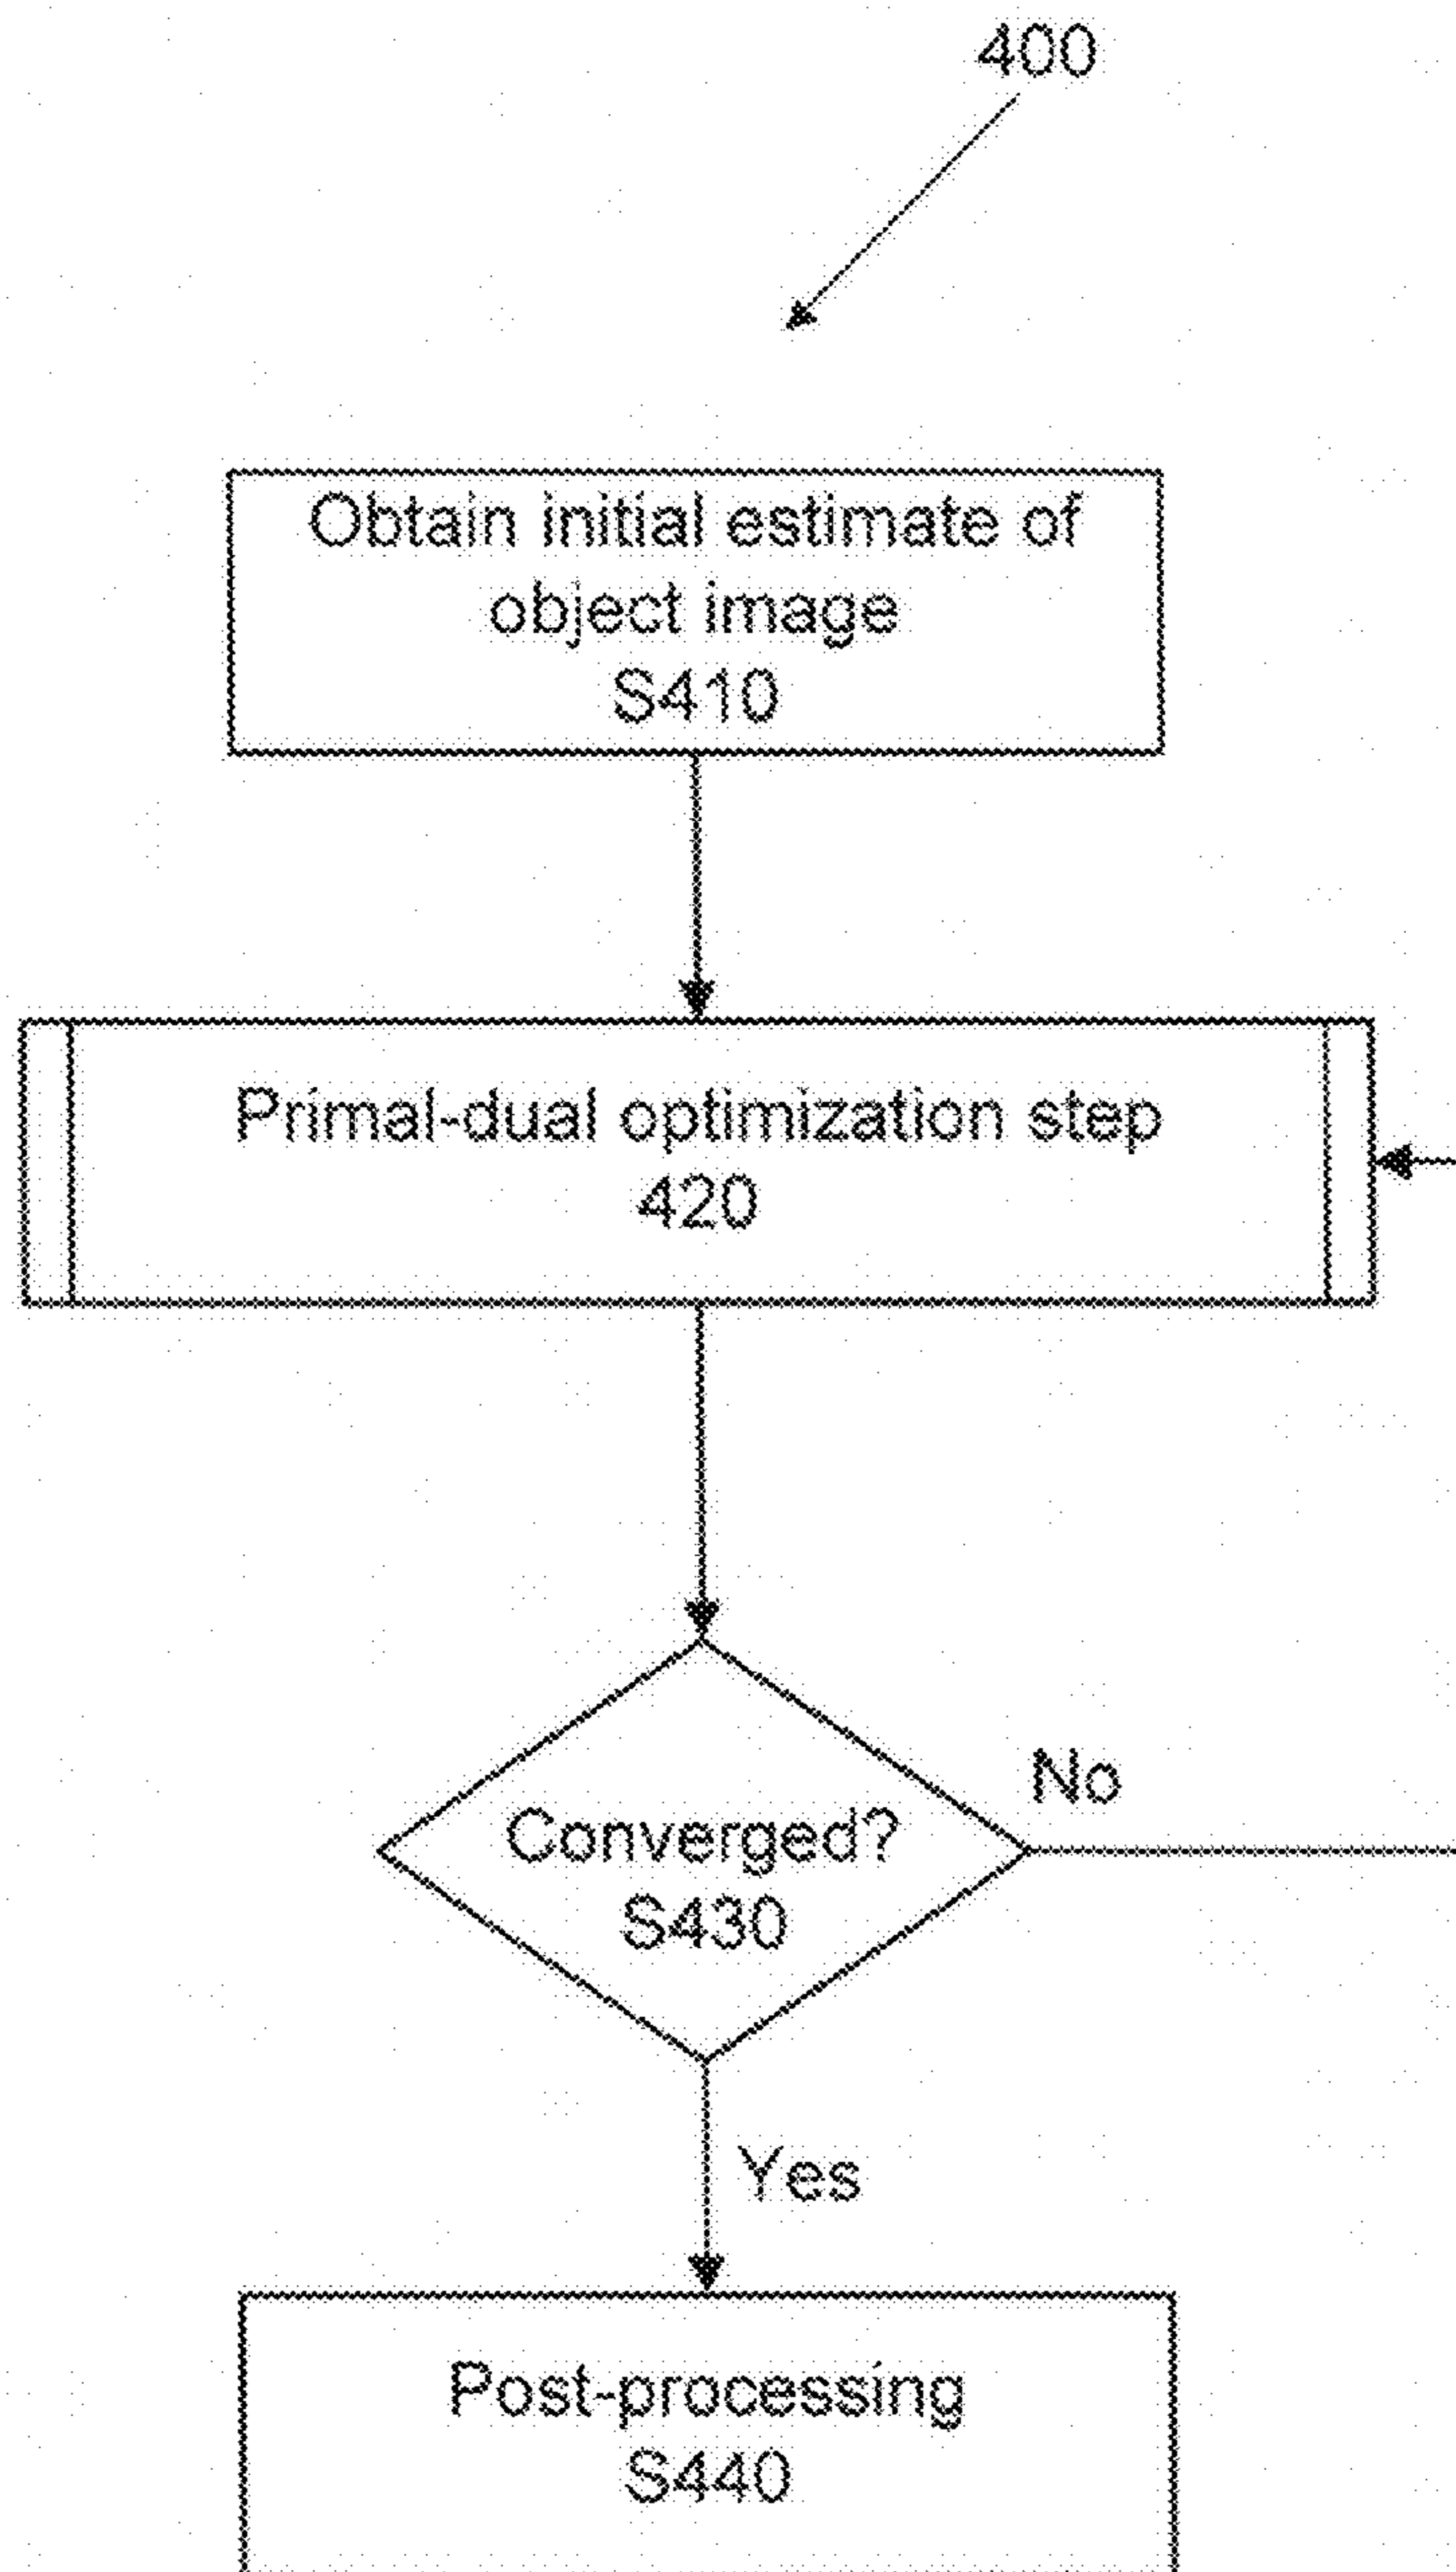 400
Obtain initial estimate of
object image
S410
Primal-dual optimization step
420
No
Converged?
S430
Yes
Post-processing
S440